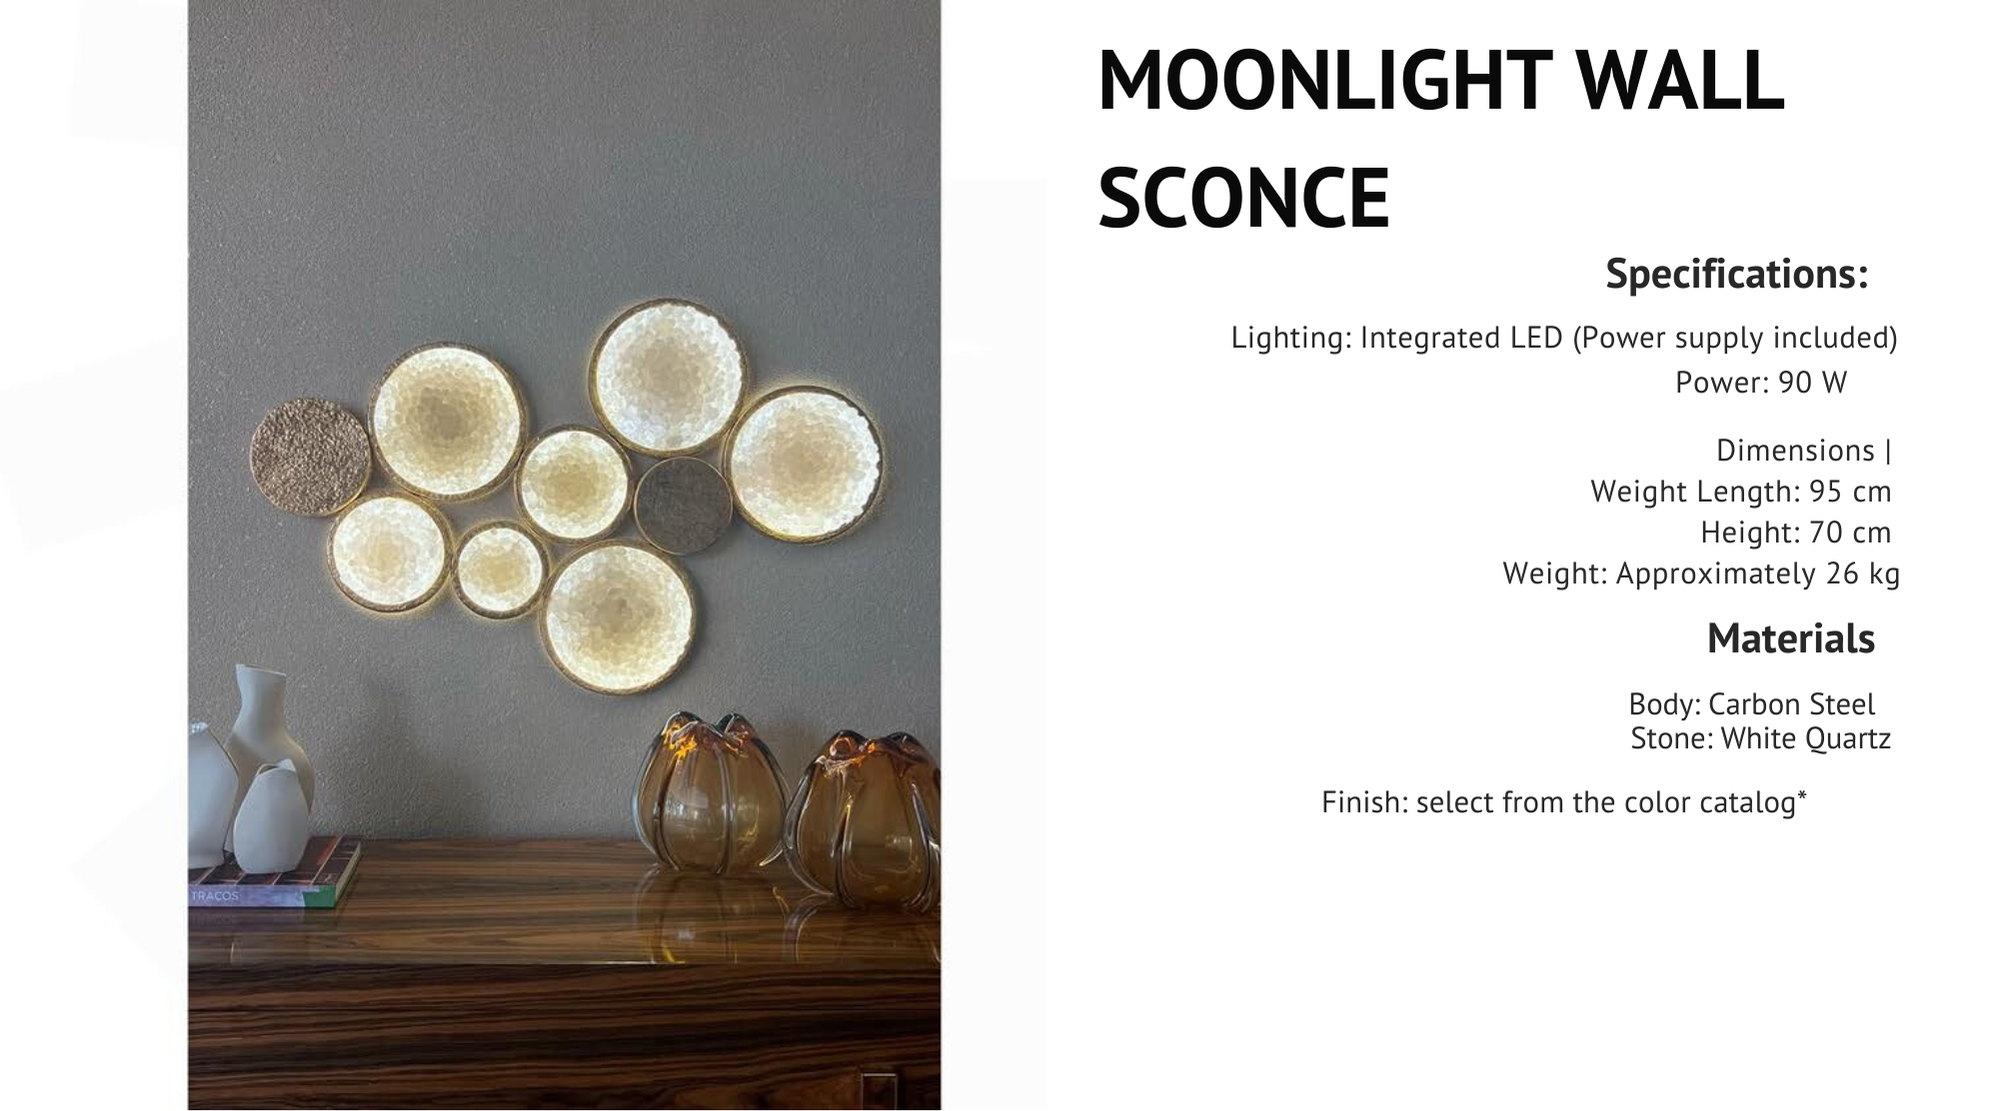 MOONLIGHT WALL
SCONCE
Specifications:
Lighting: Integrated LED (Power supply included)
Power: 90 W
Dimensions |
Weight Length: 95 cm
Height: 70 cm
Weight: Approximately 26 kg
Materials
Body: Carbon Steel
Stone: White Quartz
Finish: select from the color catalog*
TRACOS